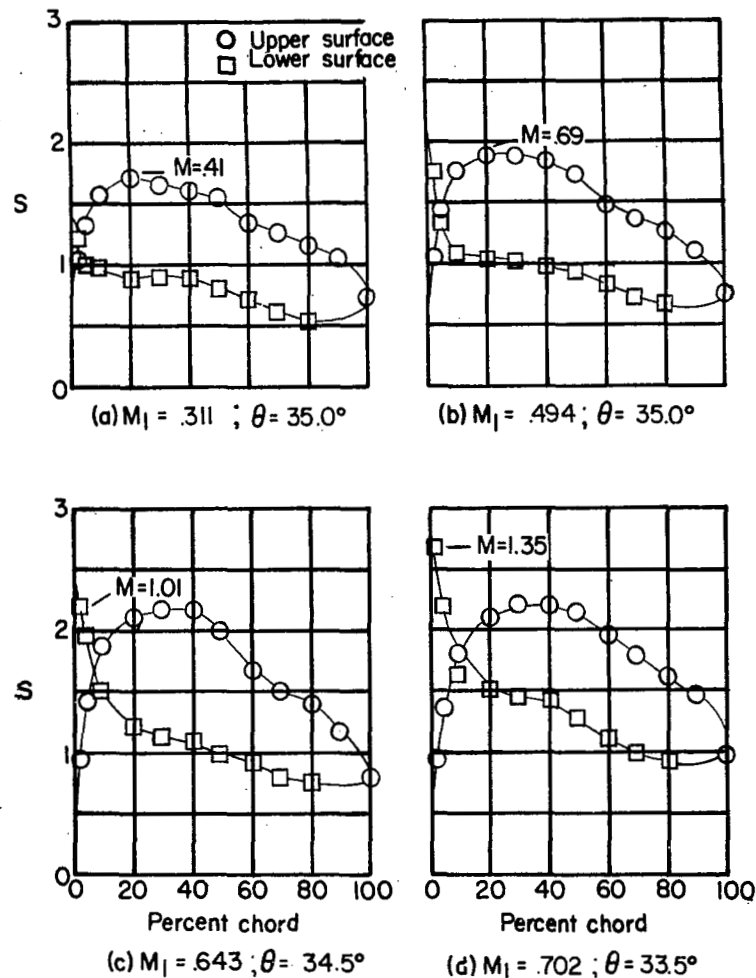 3
○ Upper surface
□ Lower surface
M=.41
M=.69
2
S
1
0
(a) M₁ = .311 ; θ = 35.0°
(b) M₁ = .494 ; θ = 35.0°
3
M=1.01
M=1.35
2
S
1
0
0 20 40 60 80 100
0 20 40 60 80 100
Percent chord
Percent chord
(c) M₁ = .643 ; θ = 34.5°
(d) M₁ = .702 ; θ = 33.5°